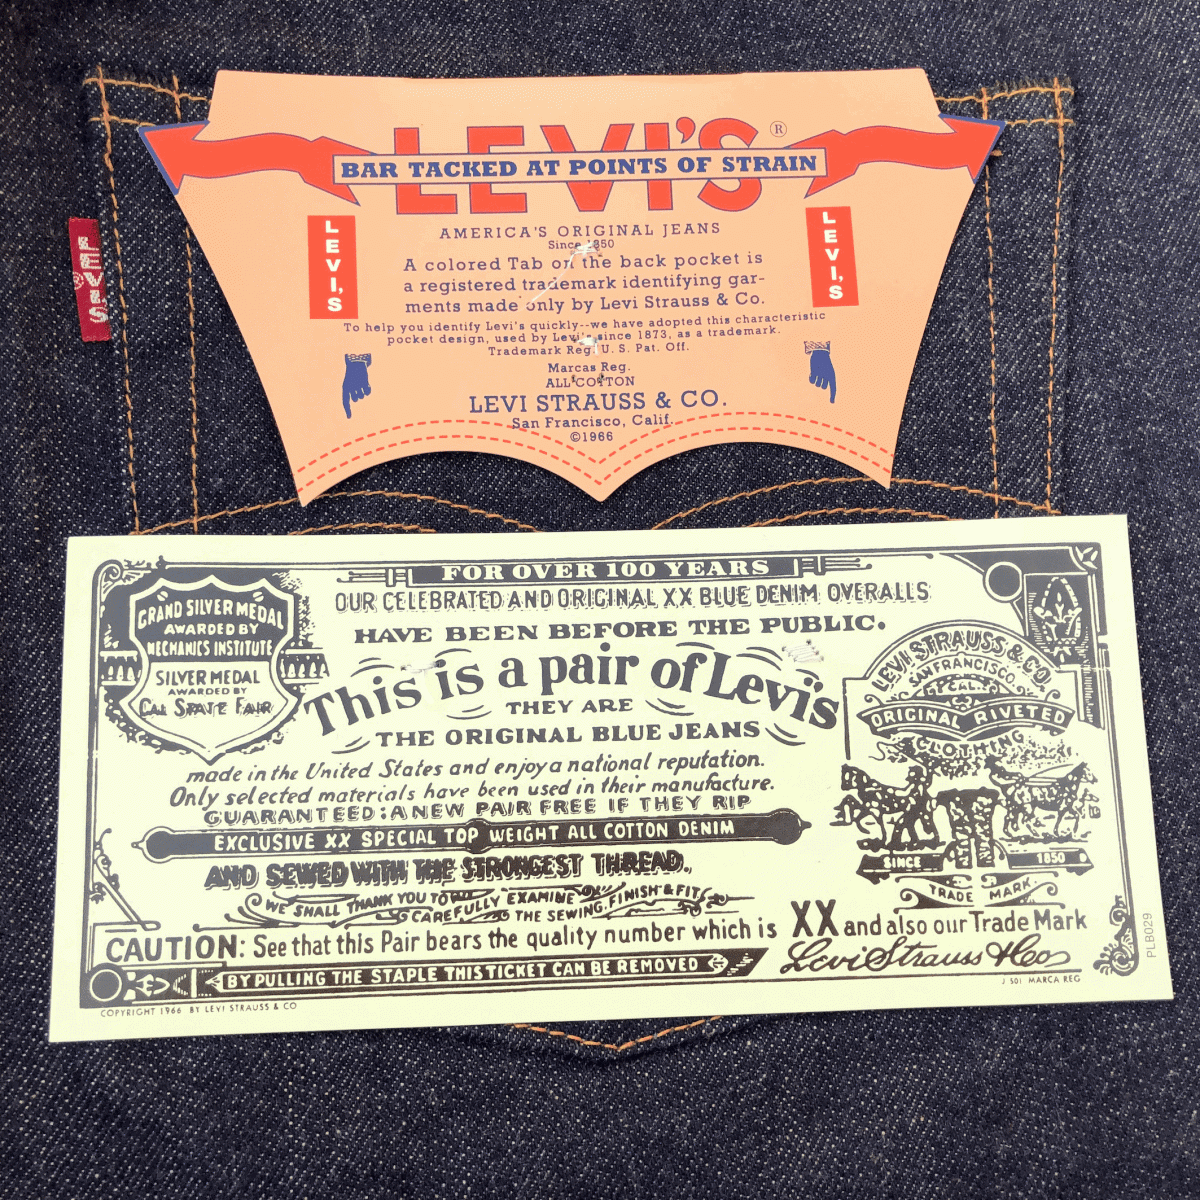 LEVI'S®
BAR TACKED AT POINTS OF STRAIN
LEVI'S
LEVI'S
LEVI'S®
AMERICA'S ORIGINAL JEANS
Since 1850
A colored Tab on the back pocket is
a registered trademark identifying gar-
ments made only by Levi Strauss & Co.
To help you identify Levi's quickly--we have adopted this characteristic
pocket design, used by Levi's since 1873, as a trademark.
Trademark Reg. U. S. Pat. Off.
Marcas Reg.
ALL COTTON
LEVI STRAUSS & CO.
San Francisco, Calif.
©1966
FOR OVER 100 YEARS
OUR CELEBRATED AND ORIGINAL XX BLUE DENIM OVERALLS
HAVE BEEN BEFORE THE PUBLIC.
GRAND SILVER MEDAL
AWARDED BY
MECHANICS INSTITUTE
SILVER MEDAL
AWARDED BY
CAL STATE FAIR
This is a pair of Levi's
THEY ARE
THE ORIGINAL BLUE JEANS
made in the United States and enjoy a national reputation.
Only selected materials have been used in their manufacture.
GUARANTEED: A NEW PAIR FREE IF THEY RIP
EXCLUSIVE XX SPECIAL TOP WEIGHT ALL COTTON DENIM
AND SEWED WITH THE STRONGEST THREAD.
WE SHALL THANK YOU TO CAREFULLY EXAMINE THE SEWING, FINISH & FIT
LEVI STRAUSS & CO.
SAN FRANCISCO.
CAL.
ORIGINAL RIVETED
CLOTHING
SINCE 1850
TRADE MARK
CAUTION: See that this Pair bears the quality number which is XX and also our Trade Mark
BY PULLING THE STAPLE THIS TICKET CAN BE REMOVED
Levi Strauss & Co
COPYRIGHT 1966 BY LEVI STRAUSS & CO
J 501 MARCA REG
PLB029